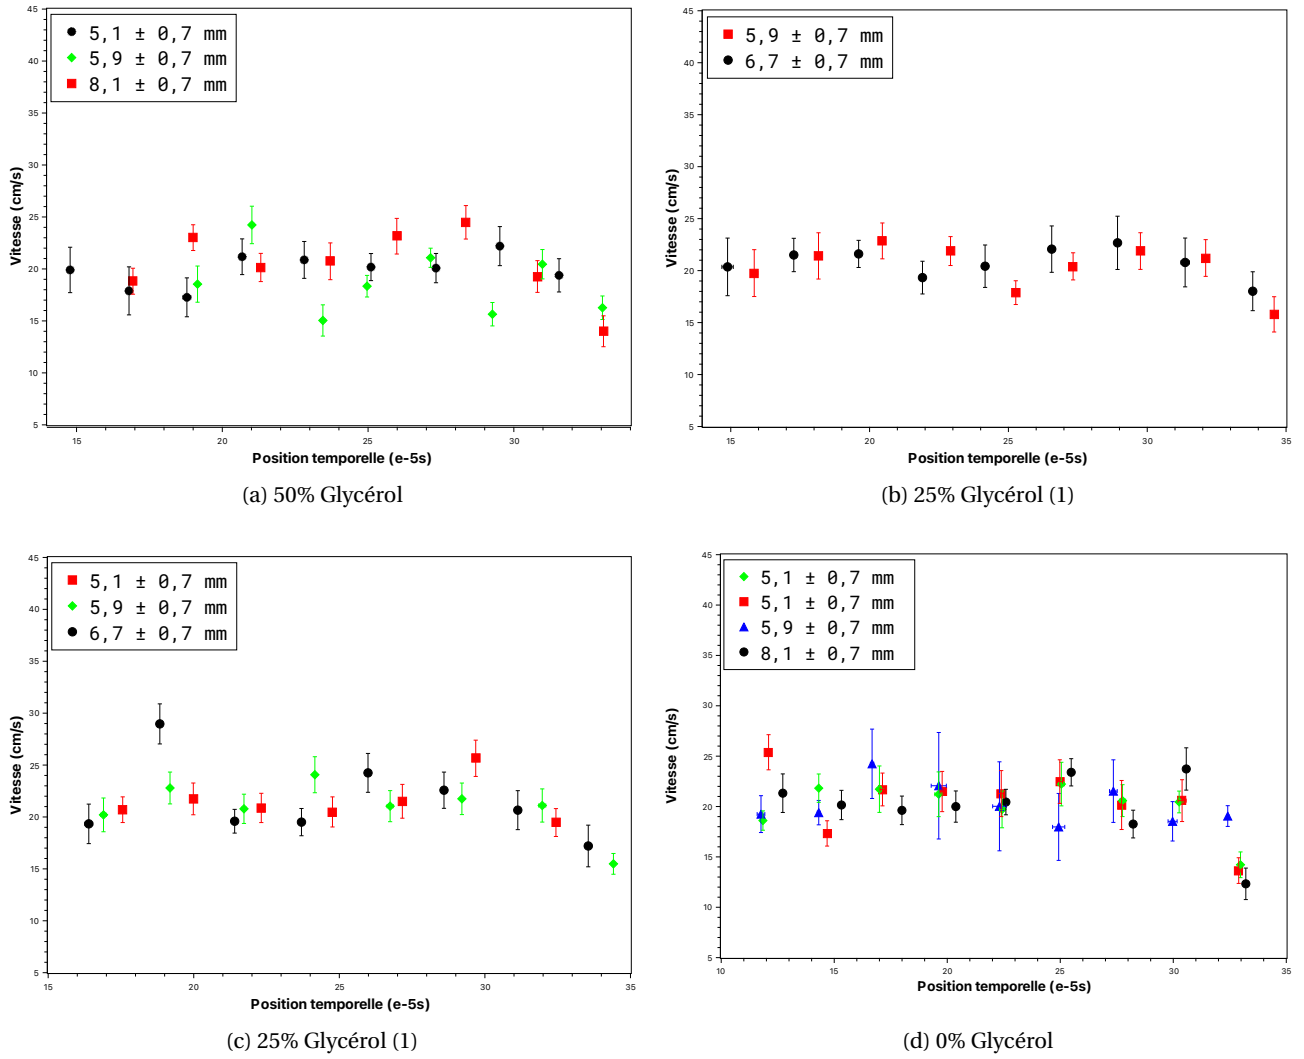 45
40
35
30
25
20
15
10
5
Vitesse (cm/s)
5,1 ± 0,7 mm
5,9 ± 0,7 mm
8,1 ± 0,7 mm
15 20 25 30
Position temporelle (e-5s)
(a) 50% Glycérol
45
40
35
30
25
20
15
10
5
Vitesse (cm/s)
5,9 ± 0,7 mm
6,7 ± 0,7 mm
15 20 25 30 35
Position temporelle (e-5s)
(b) 25% Glycérol (1)
45
40
35
30
25
20
15
10
5
Vitesse (cm/s)
5,1 ± 0,7 mm
5,9 ± 0,7 mm
6,7 ± 0,7 mm
20 25 30 35
Position temporelle (e-5s)
(c) 25% Glycérol (1)
45
40
35
30
25
20
15
10
5
Vitesse (cm/s)
5,1 ± 0,7 mm
5,1 ± 0,7 mm
5,9 ± 0,7 mm
8,1 ± 0,7 mm
10 15 20 25 30 35
Position temporelle (e-5s)
(d) 0% Glycérol